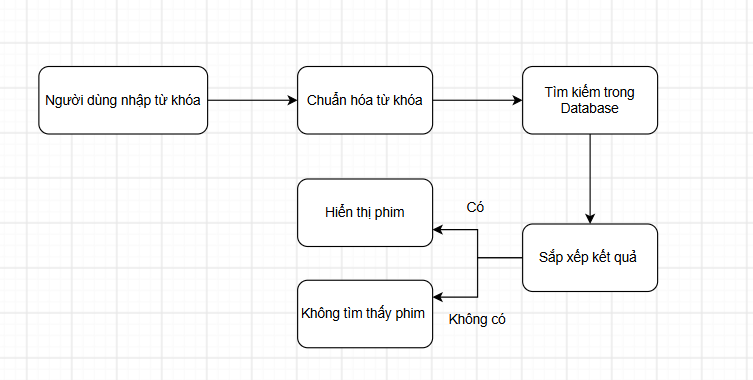 Người dùng nhập từ khóa
Chuẩn hóa từ khóa
Tìm kiếm trong
Database
Hiển thị phim
Có
Sắp xếp kết quả
Không tìm thấy phim
Không có